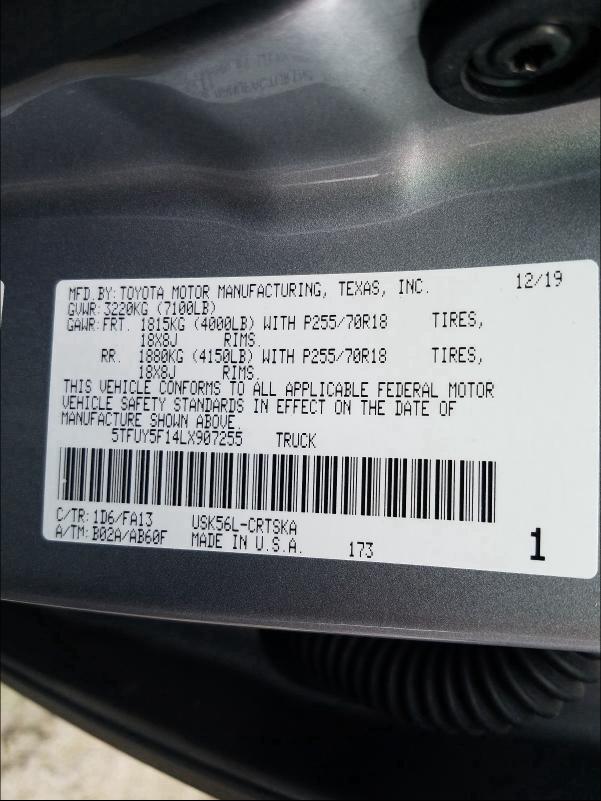 MFD.BY:TOYOTA MOTOR MANUFACTURING, TEXAS, INC. 12/19
GVWR:3220KG (7100LB)
GAWR:FRT. 1815KG (4000LB) WITH P255/70R18 TIRES,
18X8J RIMS.
RR. 1880KG (4150LB) WITH P255/70R18 TIRES,
18X8J RIMS.
THIS VEHICLE CONFORMS TO ALL APPLICABLE FEDERAL MOTOR
VEHICLE SAFETY STANDARDS IN EFFECT ON THE DATE OF
MANUFACTURE SHOWN ABOVE.
5TFUY5F14LX907255 TRUCK
C/TR:1D6/FA13 USK56L-CRTSKA
A/TM:B02A/AB60F MADE IN U.S.A. 173 1